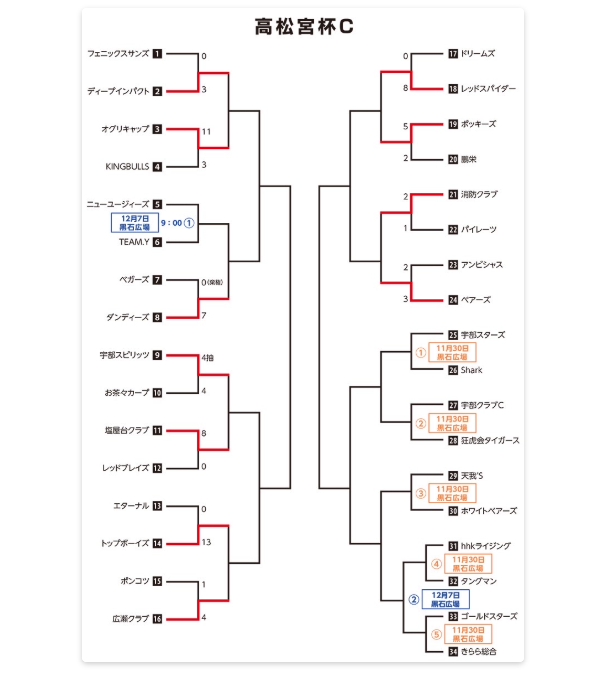 高松宮杯C
フェニックスサンズ 1 0
ディープインパクト 2 3
オグリキャップ 3 11
KINGBULLS 4 3
ニューユージィーズ 5
12月7日
黒石広場
9:00 ①
TEAM.Y 6
ベガーズ 7 0(棄権)
ダンディーズ 8 7
宇部スピリッツ 9 4抽
お茶々カープ 10 4
塩屋台クラブ 11 8
レッドブレイズ 12 0
エターナル 13 0
トップボーイズ 14 13
ポンコツ 15 1
広瀬クラブ 16 4
0 17 ドリームズ
8 18 レッドスパイダー
5 19 ポッキーズ
2 20 鵬栄
2 21 消防クラブ
1 22 パイレーツ
2 23 アンビシャス
3 24 ベアーズ
25 宇部スターズ
① 11月30日
黒石広場
26 Shark
27 宇部クラブC
② 11月30日
黒石広場
28 狂虎会タイガース
29 天我'S
③ 11月30日
黒石広場
30 ホワイトベアーズ
31 hhkライジング
④ 11月30日
黒石広場
32 タングマン
② 12月7日
黒石広場
33 ゴールドスターズ
⑤ 11月30日
黒石広場
34 きらら総合